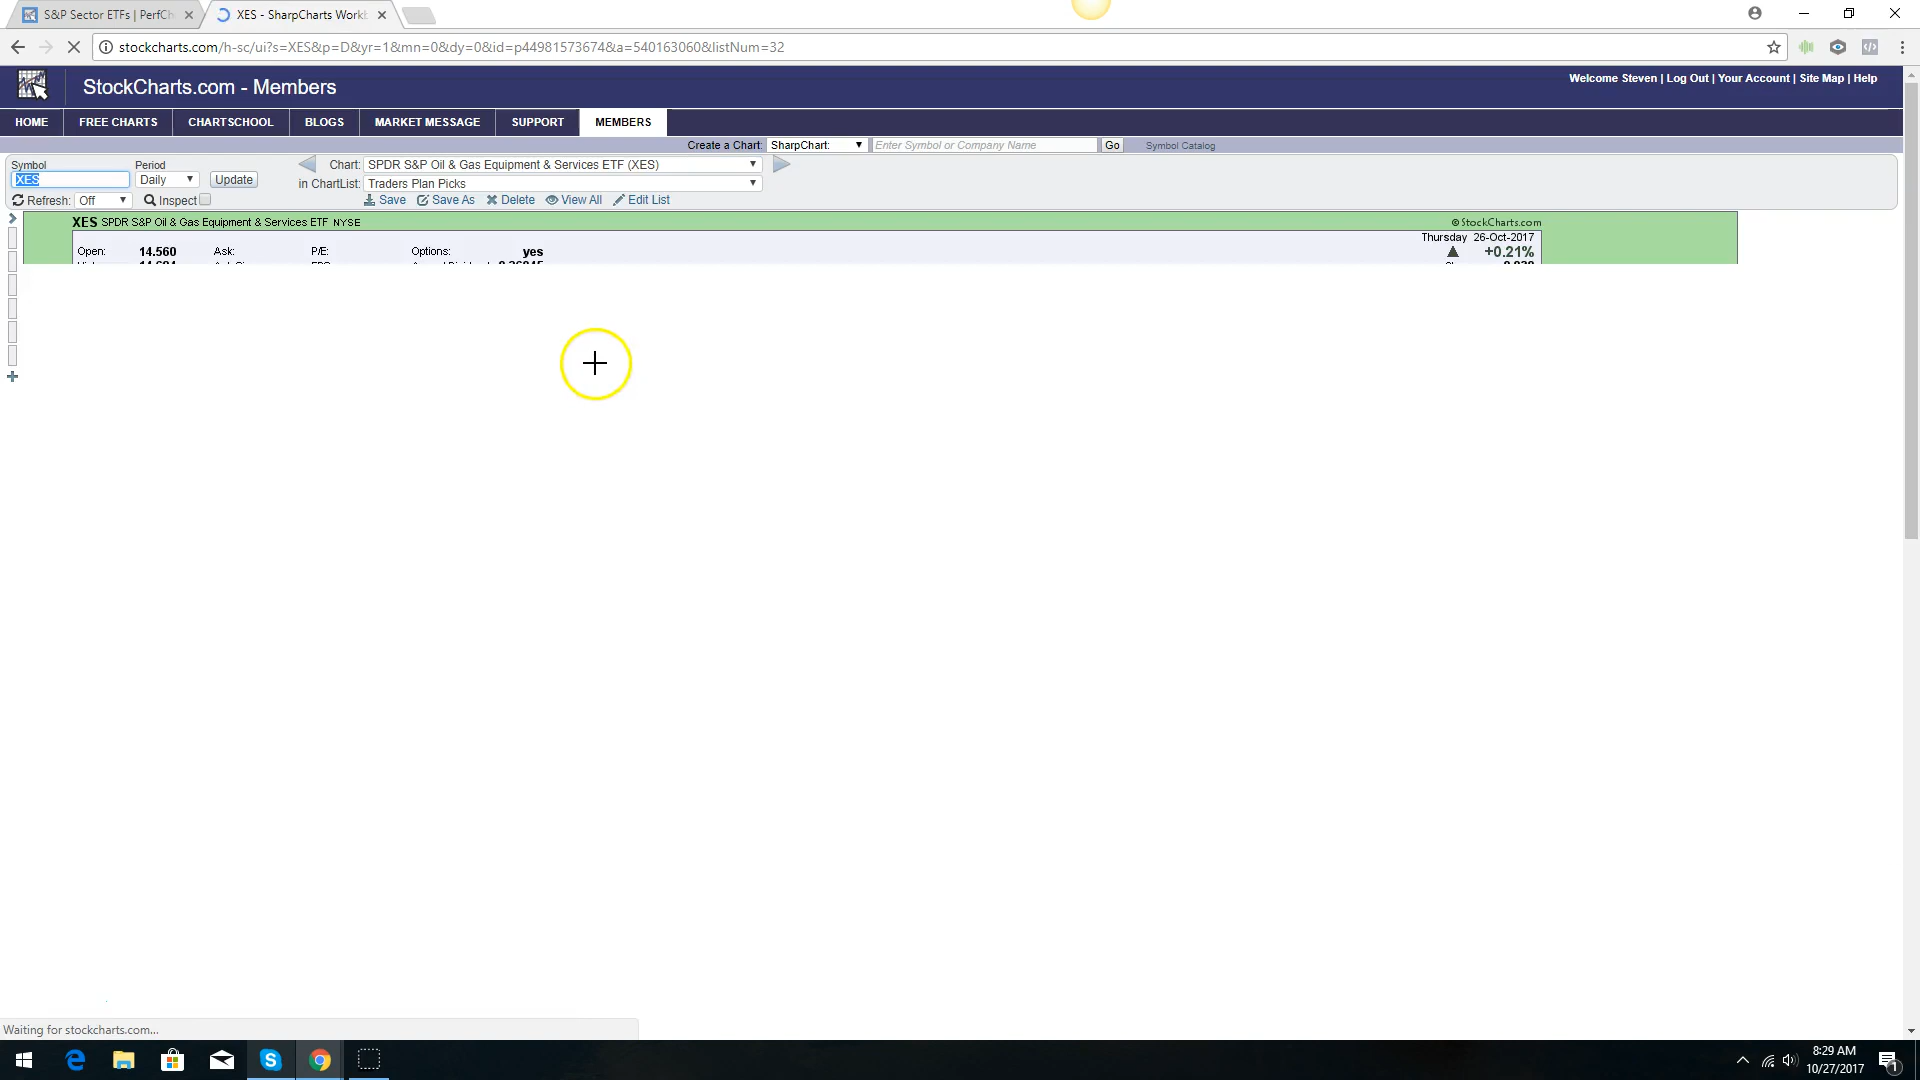 S&P Sector ETFs | PerfCh
XES - SharpCharts Workb
stockcharts.com/h-sc/ui?s=XES&p=D&yr=1&mn=0&dy=0&id=p44981573674&a=540163060&listNum=32
StockCharts.com - Members
Welcome Steven | Log Out | Your Account | Site Map | Help
HOME FREE CHARTS CHARTSCHOOL BLOGS MARKET MESSAGE SUPPORT MEMBERS
Create a Chart: SharpChart: Enter Symbol or Company Name Go Symbol Catalog
Symbol Period Chart: SPDR S&P Oil & Gas Equipment & Services ETF (XES)
XES Daily Update in ChartList: Traders Plan Picks
Refresh: Off Inspect Save Save As Delete View All Edit List
XES SPDR S&P Oil & Gas Equipment & Services ETF NYSE © StockCharts.com
Thursday 26-Oct-2017
Open: 14.560 Ask: P/E: Options: yes +0.21%
Waiting for stockcharts.com...
8:29 AM
10/27/2017
1